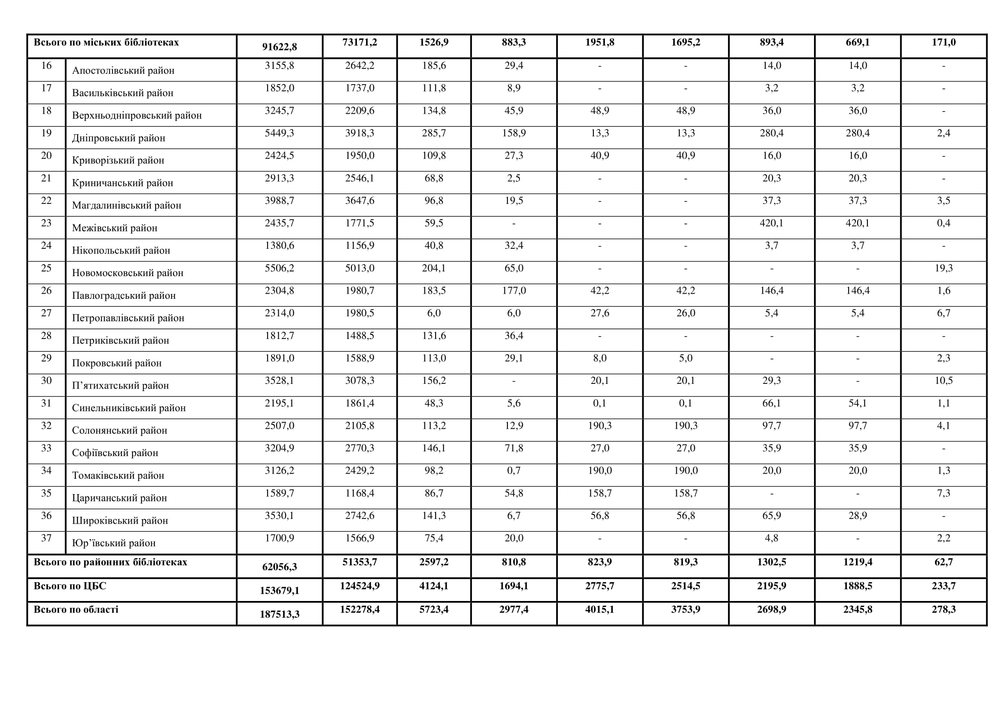 Всього по міських бібліотеках 91622,8 73171,2 1526,9 883,3 1951,8 1695,2 893,4 669,1 171,0
16 Апостолівський район 3155,8 2642,2 185,6 29,4 - - 14,0 14,0 -
17 Васильківський район 1852,0 1737,0 111,8 8,9 - - 3,2 3,2 -
18 Верхньодніпровський район 3245,7 2209,6 134,8 45,9 48,9 48,9 36,0 36,0 -
19 Дніпровський район 5449,3 3918,3 285,7 158,9 13,3 13,3 280,4 280,4 2,4
20 Криворізький район 2424,5 1950,0 109,8 27,3 40,9 40,9 16,0 16,0 -
21 Криничанський район 2913,3 2546,1 68,8 2,5 - - 20,3 20,3 -
22 Магдалинівський район 3988,7 3647,6 96,8 19,5 - - 37,3 37,3 3,5
23 Межівський район 2435,7 1771,5 59,5 - - - 420,1 420,1 0,4
24 Нікопольський район 1380,6 1156,9 40,8 32,4 - - 3,7 3,7 -
25 Новомосковський район 5506,2 5013,0 204,1 65,0 - - - - 19,3
26 Павлоградський район 2304,8 1980,7 183,5 177,0 42,2 42,2 146,4 146,4 1,6
27 Петропавлівський район 2314,0 1980,5 6,0 6,0 27,6 26,0 5,4 5,4 6,7
28 Петриківський район 1812,7 1488,5 131,6 36,4 - - - - -
29 Покровський район 1891,0 1588,9 113,0 29,1 8,0 5,0 - - 2,3
30 П’ятихатський район 3528,1 3078,3 156,2 - 20,1 20,1 29,3 - 10,5
31 Синельниківський район 2195,1 1861,4 48,3 5,6 0,1 0,1 66,1 54,1 1,1
32 Солонянський район 2507,0 2105,8 113,2 12,9 190,3 190,3 97,7 97,7 4,1
33 Софіївський район 3204,9 2770,3 146,1 71,8 27,0 27,0 35,9 35,9 -
34 Томаківський район 3126,2 2429,2 98,2 0,7 190,0 190,0 20,0 20,0 1,3
35 Царичанський район 1589,7 1168,4 86,7 54,8 158,7 158,7 - - 7,3
36 Широківський район 3530,1 2742,6 141,3 6,7 56,8 56,8 65,9 28,9 -
37 Юр’ївський район 1700,9 1566,9 75,4 20,0 - - 4,8 - 2,2
Всього по районних бібліотеках 62056,3 51353,7 2597,2 810,8 823,9 819,3 1302,5 1219,4 62,7
Всього по ЦБС 153679,1 124524,9 4124,1 1694,1 2775,7 2514,5 2195,9 1888,5 233,7
Всього по області 187513,3 152278,4 5723,4 2977,4 4015,1 3753,9 2698,9 2345,8 278,3